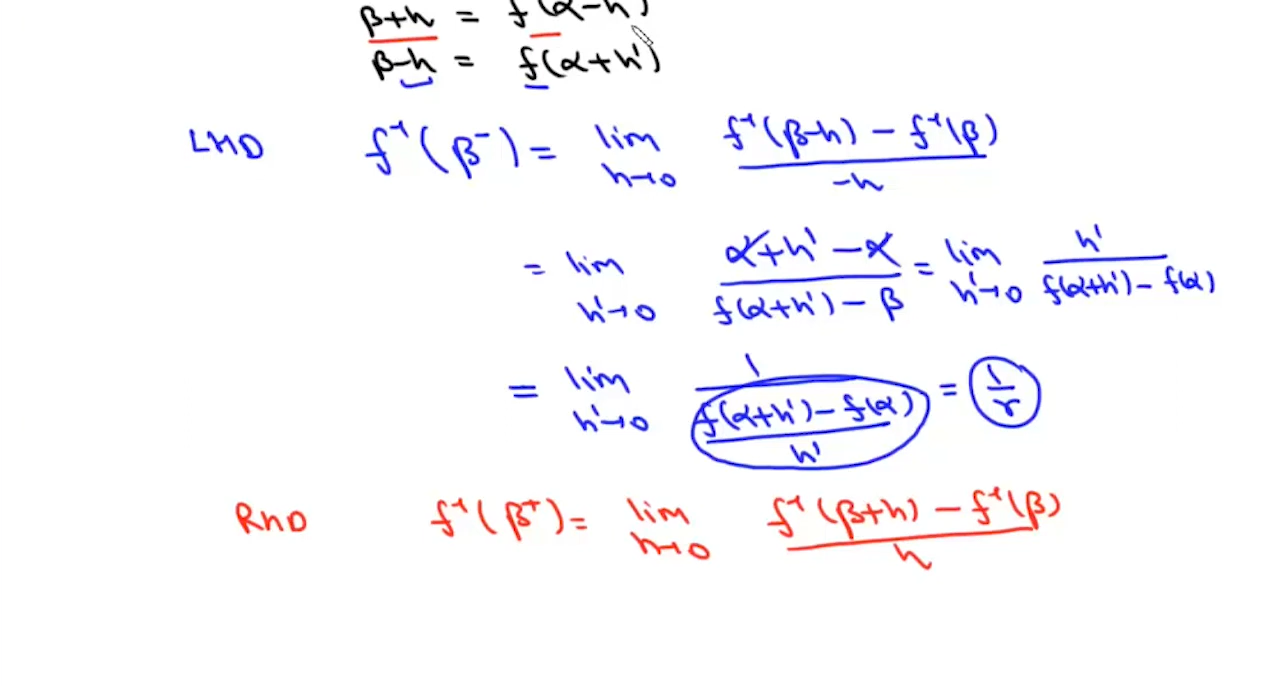 β+h = f(α-h')
β-h = f(α+h')
LHD f⁻¹(β⁻) = lim h→0 f⁻¹(β-h) - f⁻¹(β) / -h
= lim h'→0 α+h' - α / f(α+h') - β = lim h'→0 h' / f(α+h') - f(α)
= lim h'→0 1 / f(α+h') - f(α) / h' = 1/r
RHD f⁻¹(β⁺) = lim h→0 f⁻¹(β+h) - f⁻¹(β) / h